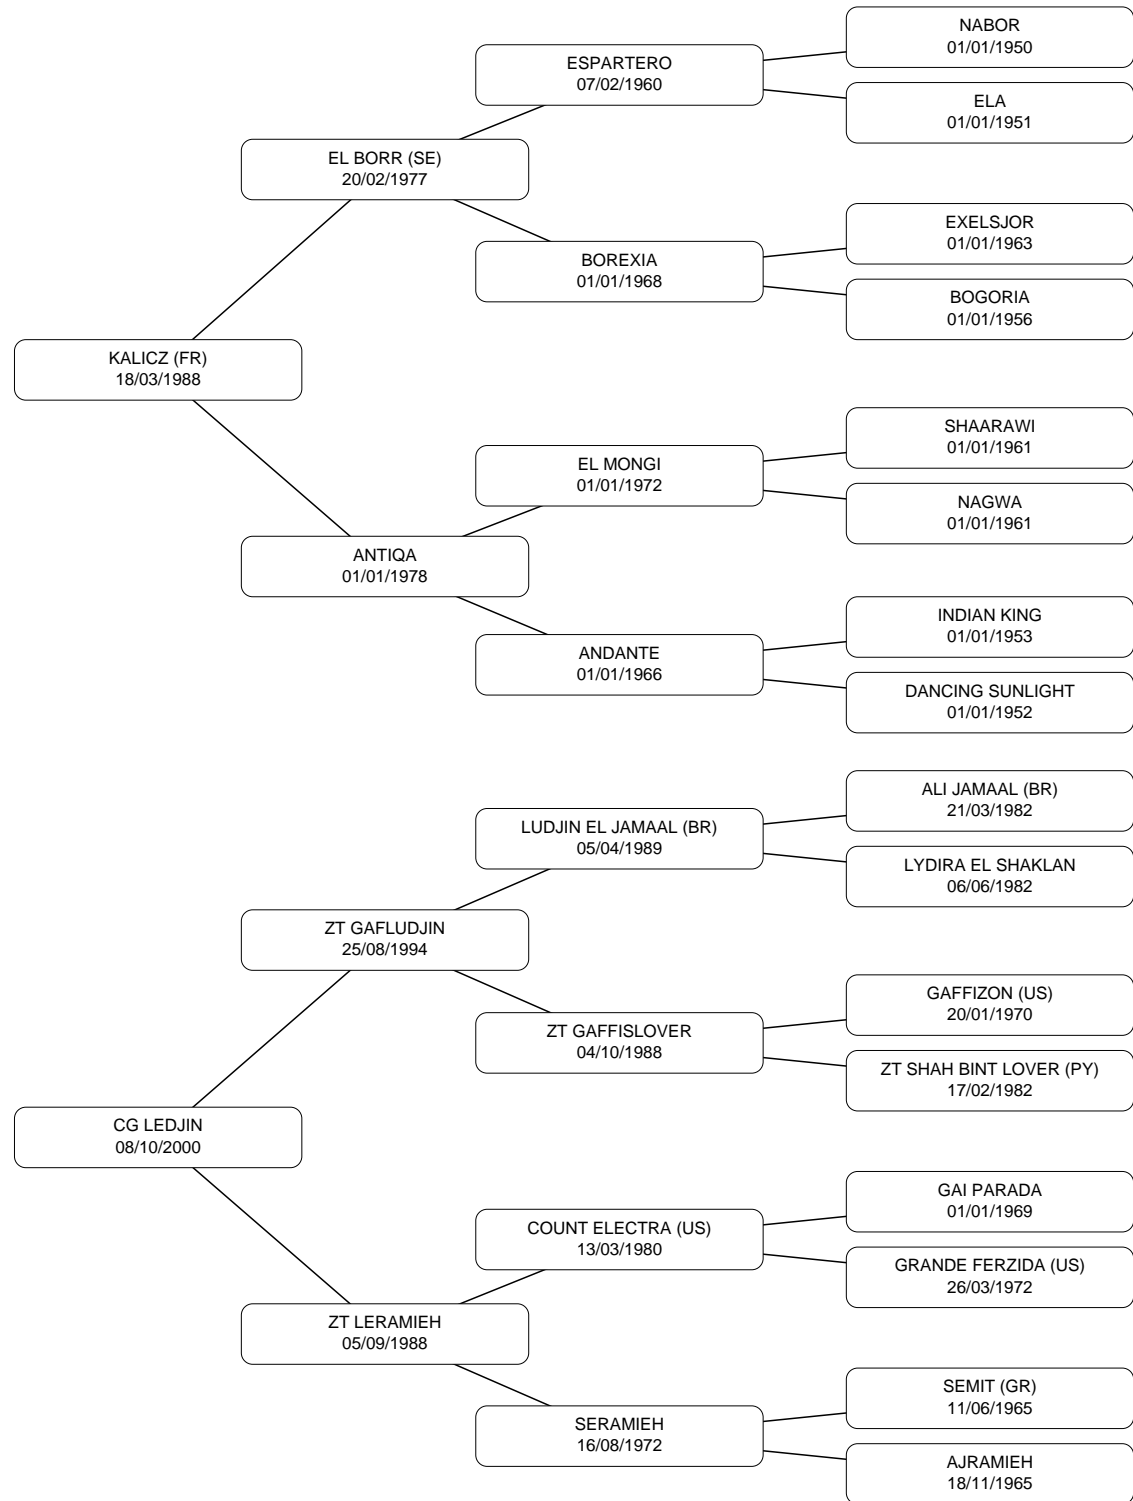 NABOR
01/01/1950
ESPARTERO
07/02/1960
ELA
01/01/1951
EL BORR (SE)
20/02/1977
EXELSJOR
01/01/1963
BOREXIA
01/01/1968
BOGORIA
01/01/1956
KALICZ (FR)
18/03/1988
SHAARAWI
01/01/1961
EL MONGI
01/01/1972
NAGWA
01/01/1961
ANTIQA
01/01/1978
INDIAN KING
01/01/1953
ANDANTE
01/01/1966
DANCING SUNLIGHT
01/01/1952
ALI JAMAAL (BR)
21/03/1982
LUDJIN EL JAMAAL (BR)
05/04/1989
LYDIRA EL SHAKLAN
06/06/1982
ZT GAFLUDJIN
25/08/1994
GAFFIZON (US)
20/01/1970
ZT GAFFISLOVER
04/10/1988
ZT SHAH BINT LOVER (PY)
17/02/1982
CG LEDJIN
08/10/2000
GAI PARADA
01/01/1969
COUNT ELECTRA (US)
13/03/1980
GRANDE FERZIDA (US)
26/03/1972
ZT LERAMIEH
05/09/1988
SEMIT (GR)
11/06/1965
SERAMIEH
16/08/1972
AJRAMIEH
18/11/1965